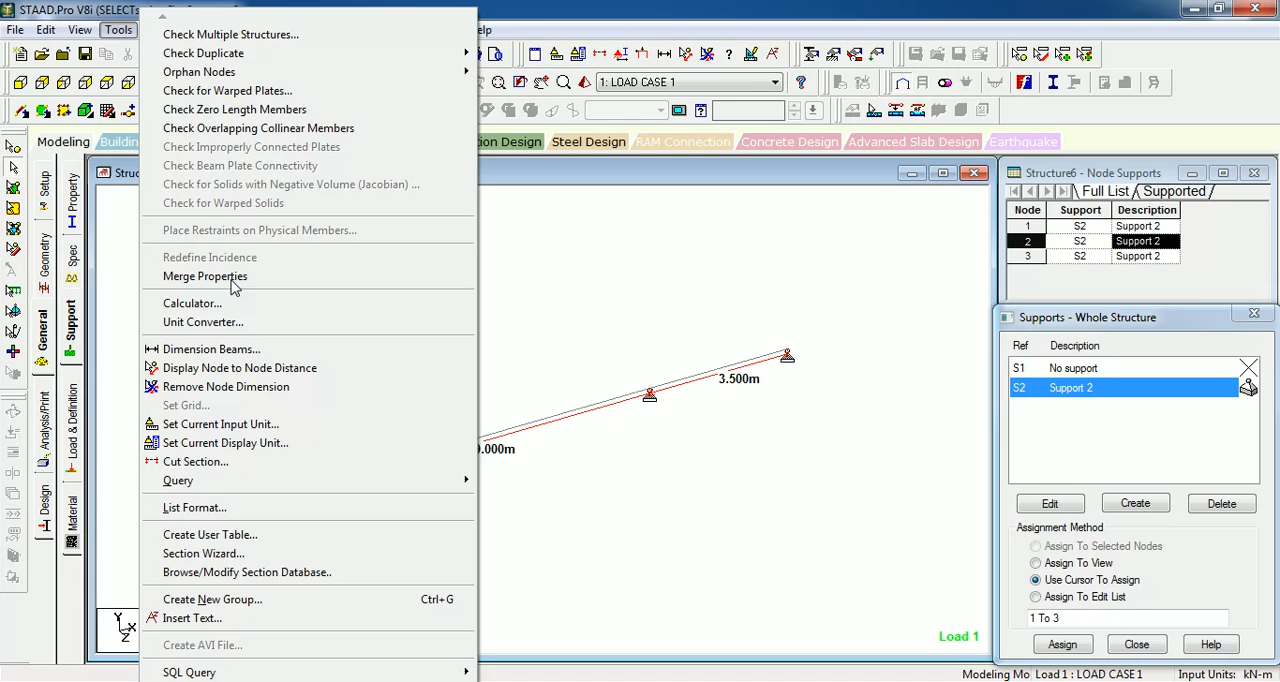 STAAD.Pro V8i (SELECTs
File Edit View Tools
elp
Check Multiple Structures...
Check Duplicate
Orphan Nodes
Check for Warped Plates...
Check Zero Length Members
Check Overlapping Collinear Members
Check Improperly Connected Plates
Check Beam Plate Connectivity
Check for Solids with Negative Volume (Jacobian) ...
Check for Warped Solids
Place Restraints on Physical Members...
Redefine Incidence
Merge Properties
Calculator...
Unit Converter...
Dimension Beams...
Display Node to Node Distance
Remove Node Dimension
Set Grid...
Set Current Input Unit...
Set Current Display Unit...
Cut Section...
Query
List Format...
Create User Table...
Section Wizard...
Browse/Modify Section Database..
Create New Group... Ctrl+G
Insert Text...
Create AVI File...
SQL Query
1: LOAD CASE 1
Modeling Building
ion Design Steel Design RAM Connection Concrete Design Advanced Slab Design Earthquake
Setup
Geometry
General
Analysis/Print
Design
Property
Spec
Support
Load & Definition
Material
Struc
3.500m
0.000m
Y
X
Z
Load 1
Structure6 - Node Supports
Full List Supported
Node Support Description
1 S2 Support 2
2 S2 Support 2
3 S2 Support 2
Supports - Whole Structure
Ref Description
S1 No support
S2 Support 2
Edit Create Delete
Assignment Method
Assign To Selected Nodes
Assign To View
Use Cursor To Assign
Assign To Edit List
1 To 3
Assign Close Help
Modeling Mo Load 1 : LOAD CASE 1 Input Units: kN-m